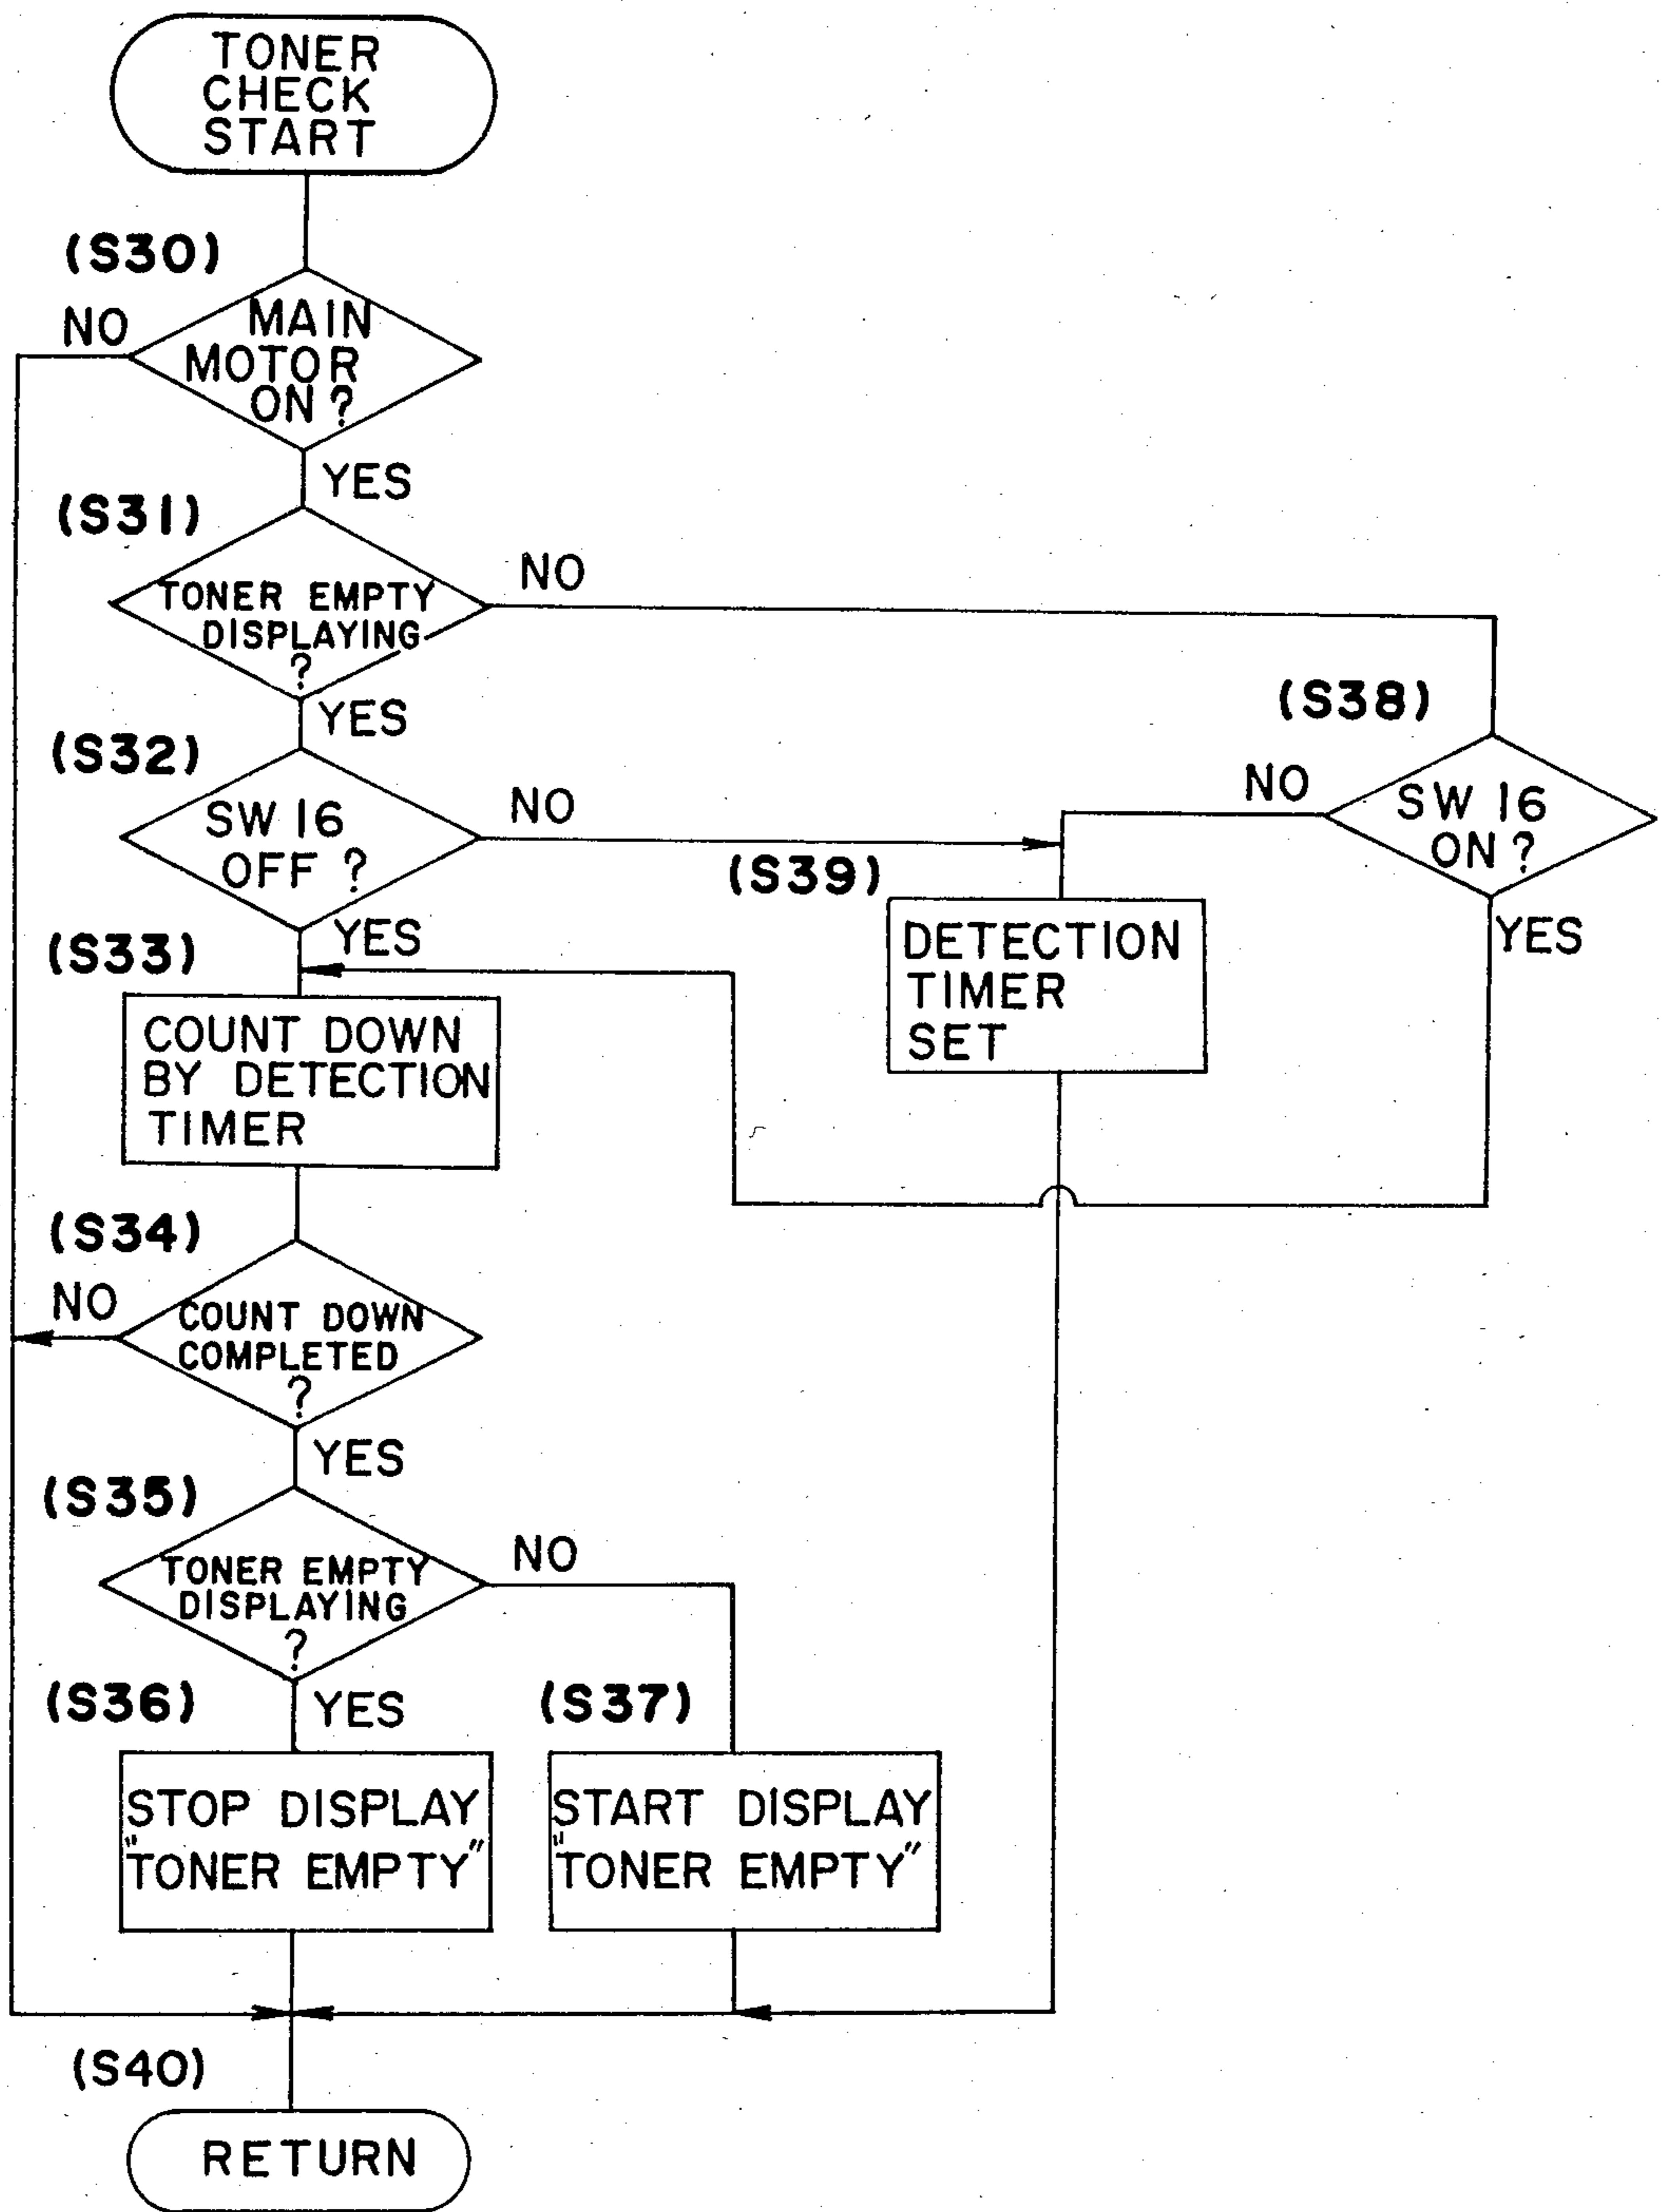 TONER
CHECK
START
(S30)
NO
MAIN
MOTOR
ON ?
YES
(S31)
NO
TONER EMPTY
DISPLAYING
?
YES
(S38)
(S32)
NO
SW 16
ON ?
SW 16
OFF ?
NO
(S39)
YES
YES
(S33)
DETECTION
TIMER
SET
COUNT DOWN
BY DETECTION
TIMER
(S34)
NO
COUNT DOWN
COMPLETED
?
YES
(S35)
NO
TONER EMPTY
DISPLAYING
?
(S36)
YES
(S37)
STOP DISPLAY
"TONER EMPTY"
START DISPLAY
"TONER EMPTY"
(S40)
RETURN